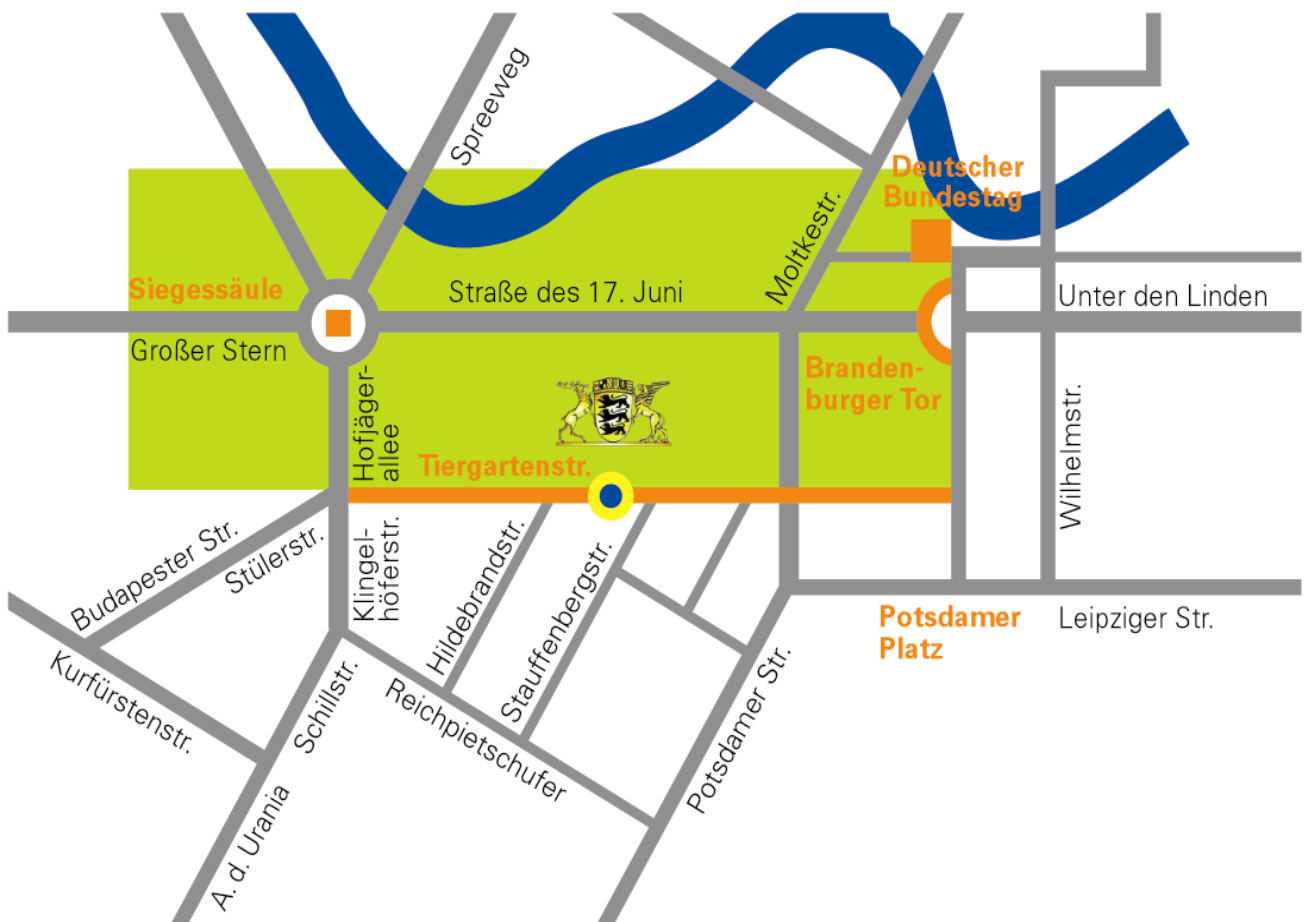 Spreeweg
Deutscher
Bundestag
Moltkestr.
Siegessäule
Straße des 17. Juni
Unter den Linden
Großer Stern
Branden-
burger Tor
Hofjäger-
allee
Tiergartenstr.
Wilhelmstr.
Budapester Str.
Stülerstr.
Klingel-
höferstr.
Hildebrandstr.
Stauffenbergstr.
Potsdamer
Platz
Leipziger Str.
Kurfürstenstr.
Schillstr.
Reichpietschufer
Potsdamer Str.
A. d. Urania